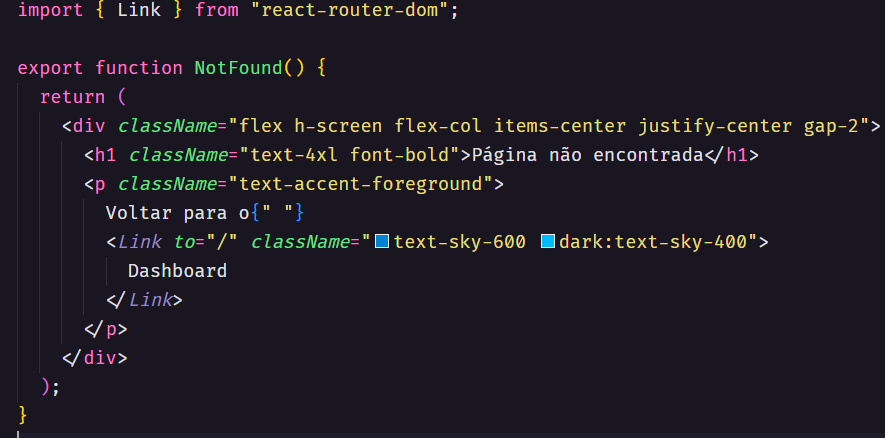 import { Link } from "react-router-dom";
export function NotFound() {
return (
<div className="flex h-screen flex-col items-center justify-center gap-2">
<h1 className="text-4xl font-bold">Página não encontrada</h1>
<p className="text-accent-foreground">
Voltar para o{" "}
<Link to="/" className="text-sky-600 dark:text-sky-400">
Dashboard
</Link>
</p>
</div>
);
}